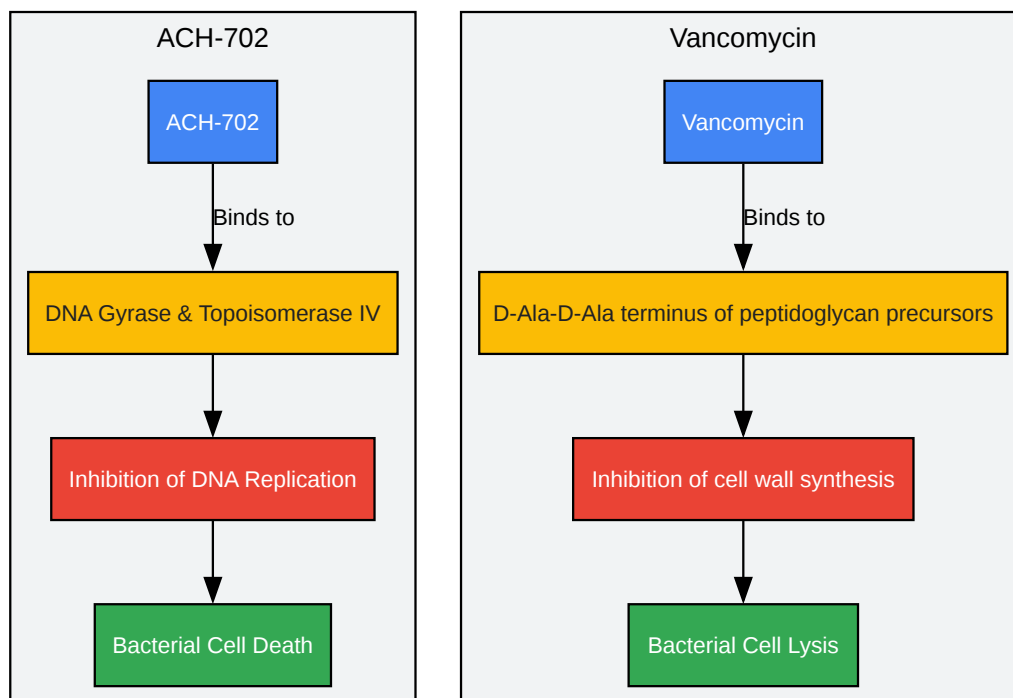 ACH-702
ACH-702
Binds to
DNA Gyrase & Topoisomerase IV
Inhibition of DNA Replication
Bacterial Cell Death
Vancomycin
Vancomycin
Binds to
D-Ala-D-Ala terminus of peptidoglycan precursors
Inhibition of cell wall synthesis
Bacterial Cell Lysis